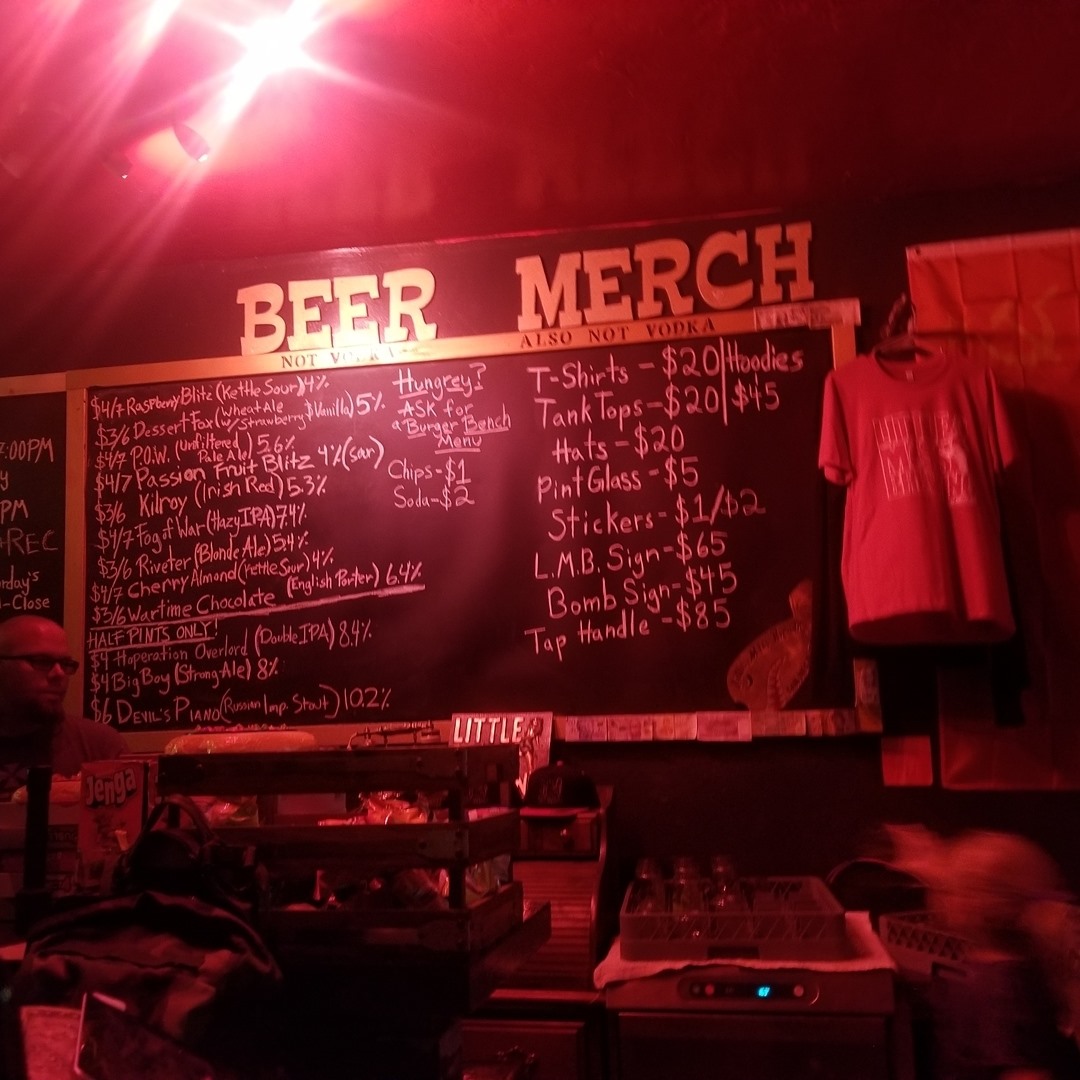 BEER
NOT VODKA
$4/7 Raspberry Blitz (Kettle Sour) 4%
$3/6 Dessert Fox (Wheat Ale w/ Strawberry & Vanilla) 5%
$4/7 P.O.W. (Unfiltered Pale Ale) 5.6%
$4/7 Passion Fruit Blitz 4% (sour)
$3/6 Kilroy (Irish Red) 5.3%
$4/7 Fog of War (Hazy IPA) 7.4%
$3/6 Riveter (Blonde Ale) 5.4%
$4/7 Cherry Almond (Kettle Sour) 4%
$3/6 Wartime Chocolate (English Porter) 6.4%
HALF PINTS ONLY!
$4 Hoperation Overlord (Double IPA) 8.4%
$4 Big Boy (Strong Ale) 8%
$6 DEVIL'S PIANO (Russian Imp. Stout) 10.2%
Hungrey?
ASK for
a Burger Bench
Menu
Chips-$1
Soda-$2
MERCH
ALSO NOT VODKA
T-Shirts - $20
Tank Tops - $20
Hoodies
$45
Hats - $20
Pint Glass - $5
Stickers - $1/$2
L.M.B. Sign - $65
Bomb Sign - $45
Tap Handle - $85
7:00PM
PM
REC
rday's
-Close
LITTLE
Jenga